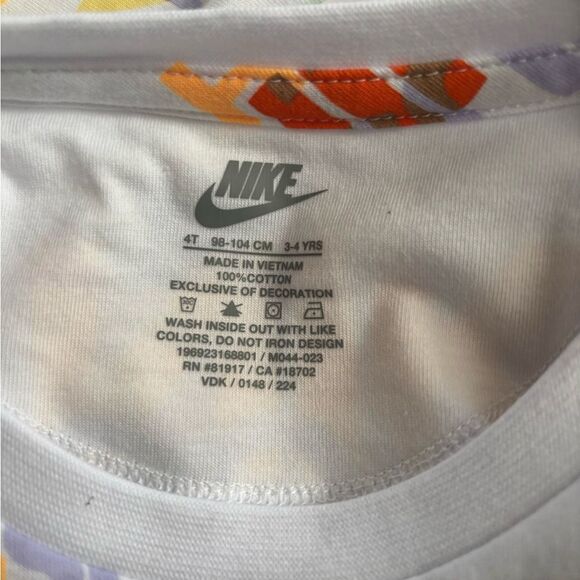 NIKE
4T 98-104 CM 3-4 YRS
MADE IN VIETNAM
100%COTTON
EXCLUSIVE OF DECORATION
WASH INSIDE OUT WITH LIKE
COLORS, DO NOT IRON DESIGN
196923168801 / M044-023
RN #81917 / CA #18702
VDK / 0148 / 224